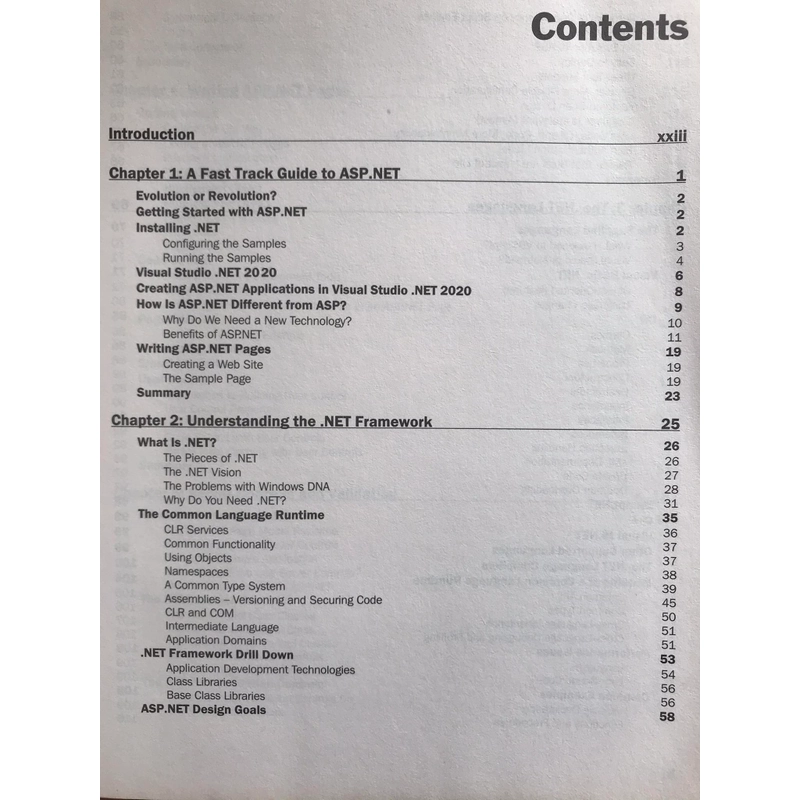 Contents
Introduction xxiii
Chapter 1: A Fast Track Guide to ASP.NET 1
Evolution or Revolution? 2
Getting Started with ASP.NET 2
Installing .NET 2
Configuring the Samples 3
Running the Samples 4
Visual Studio .NET 2020 6
Creating ASP.NET Applications in Visual Studio .NET 2020 8
How Is ASP.NET Different from ASP? 9
Why Do We Need a New Technology? 10
Benefits of ASP.NET 11
Writing ASP.NET Pages 19
Creating a Web Site 19
The Sample Page 19
Summary 23
Chapter 2: Understanding the .NET Framework 25
What Is .NET? 26
The Pieces of .NET 26
The .NET Vision 27
The Problems with Windows DNA 28
Why Do You Need .NET? 31
The Common Language Runtime 35
CLR Services 36
Common Functionality 37
Using Objects 37
Namespaces 38
A Common Type System 39
Assemblies – Versioning and Securing Code 45
CLR and COM 50
Intermediate Language 51
Application Domains 51
.NET Framework Drill Down 53
Application Development Technologies 54
Class Libraries 56
Base Class Libraries 56
ASP.NET Design Goals 58